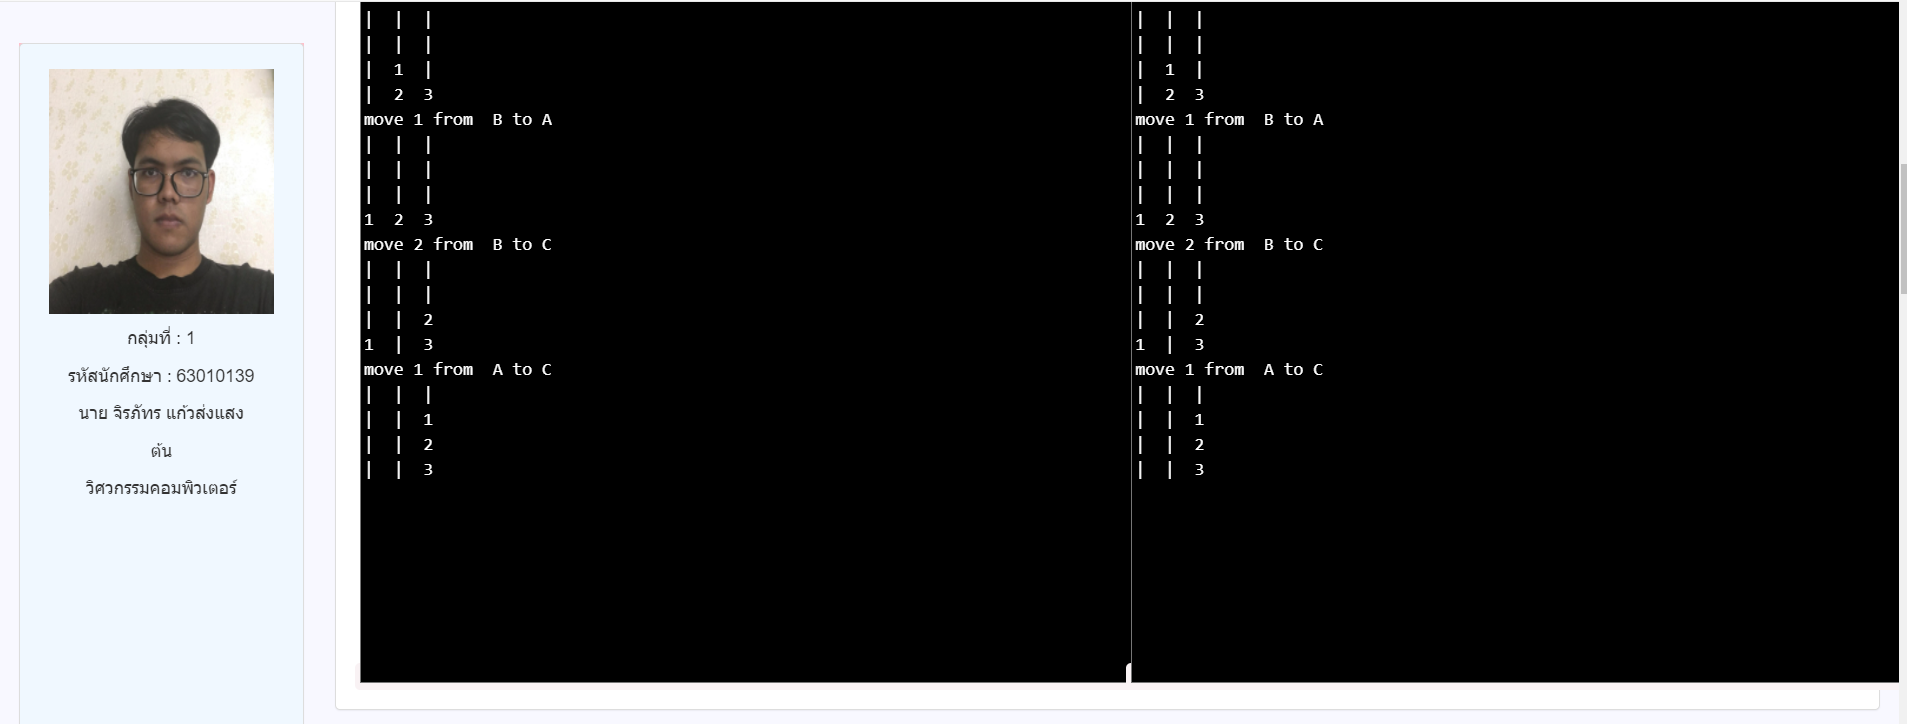 กลุ่มที่ : 1
รหัสนักศึกษา : 63010139
นาย จิรภัทร แก้วส่งแสง
ต้น
วิศวกรรมคอมพิวเตอร์
|  |  |
|  |  |
|  1  |
|  2  3
move 1 from  B to A
|  |  |
|  |  |
|  |  |
1  2  3
move 2 from  B to C
|  |  |
|  |  |
|  |  2
1  |  3
move 1 from  A to C
|  |  |
|  |  1
|  |  2
|  |  3
|  |  |
|  |  |
|  1  |
|  2  3
move 1 from  B to A
|  |  |
|  |  |
|  |  |
1  2  3
move 2 from  B to C
|  |  |
|  |  |
|  |  2
1  |  3
move 1 from  A to C
|  |  |
|  |  1
|  |  2
|  |  3